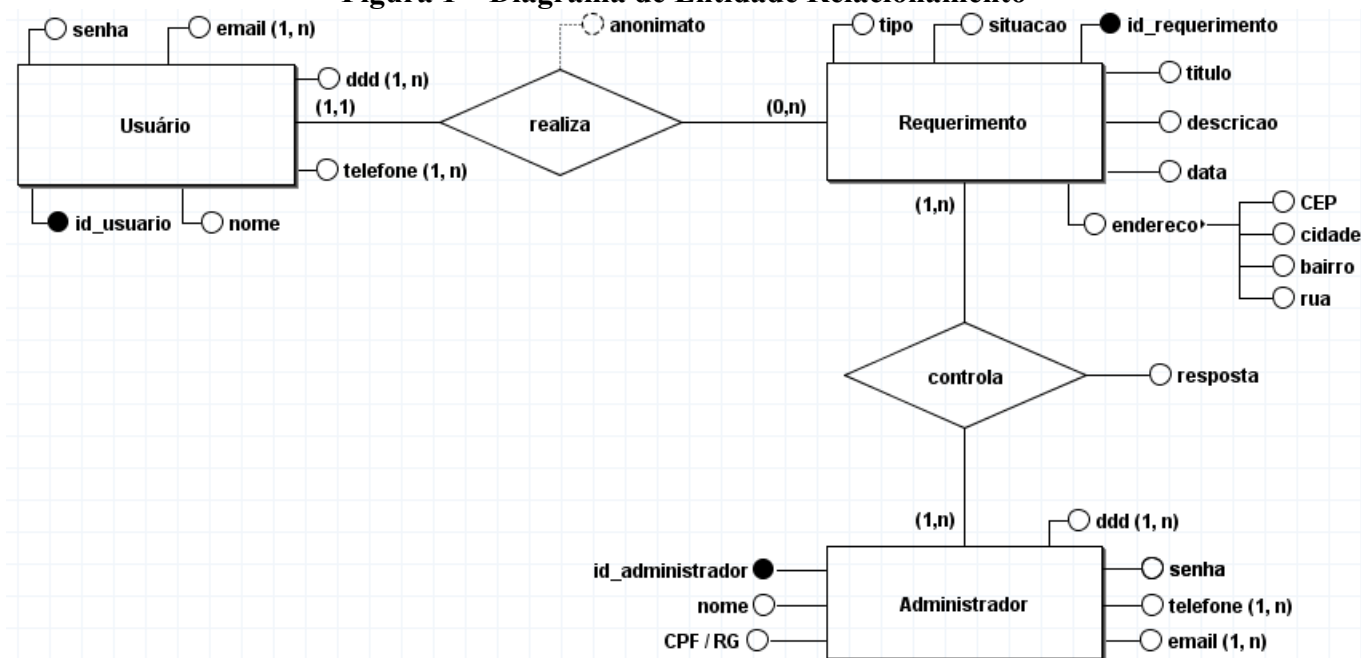 Figura 1 – Diagrama de Entidade Relacionamento
senha
email (1, n)
anonimato
tipo
situacao
id_requerimento
ddd (1, n)
titulo
(1,1)
(0,n)
Usuário
realiza
Requerimento
descricao
telefone (1, n)
data
(1,n)
CEP
id_usuario
nome
endereco
cidade
bairro
rua
controla
resposta
(1,n)
ddd (1, n)
id_administrador
senha
nome
Administrador
telefone (1, n)
CPF / RG
email (1, n)